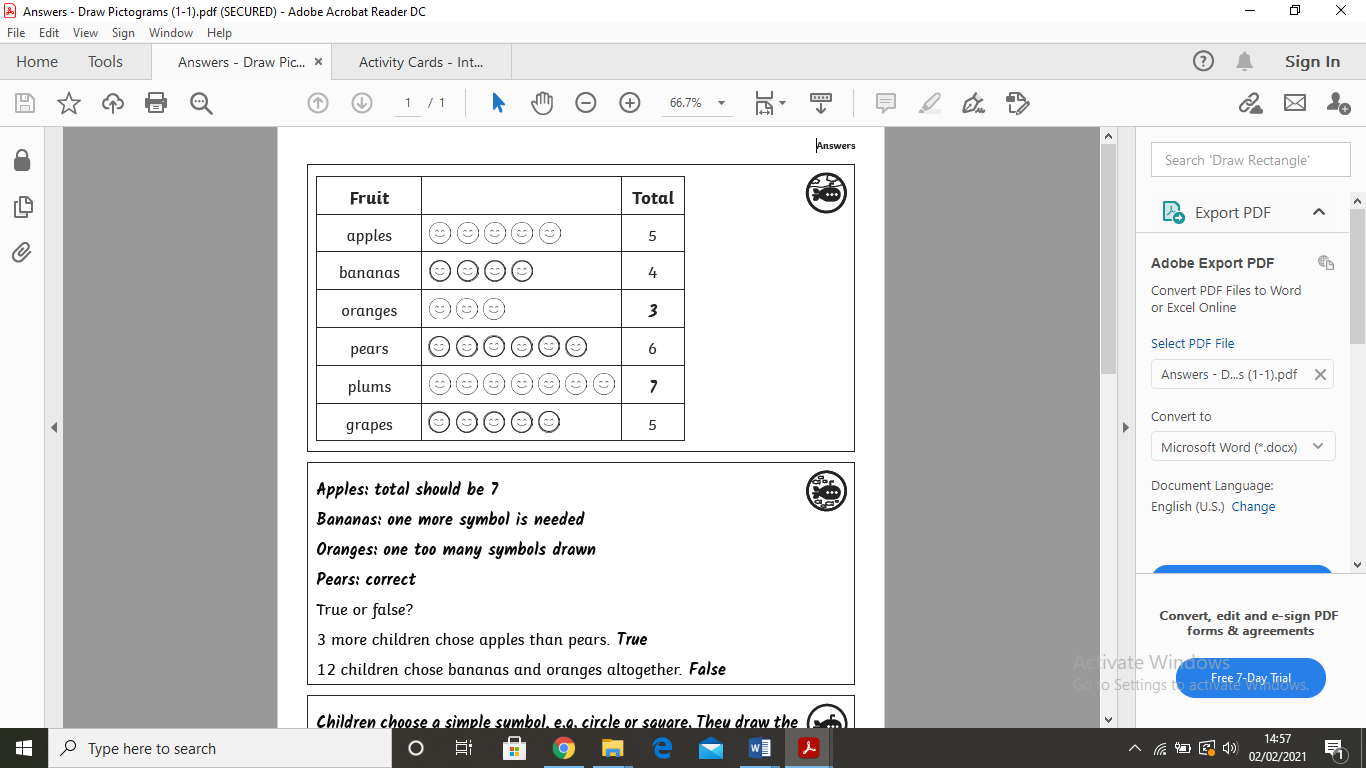 Answers - Draw Pictograms (1-1).pdf (SECURED) - Adobe Acrobat Reader DC
File Edit View Sign Window Help
Home Tools Answers - Draw Pic... × Activity Cards - Int... Sign In
1 / 1 66.7%
Answers
Fruit Total
apples 5
bananas 4
oranges 3
pears 6
plums 7
grapes 5
Apples: total should be 7
Bananas: one more symbol is needed
Oranges: one too many symbols drawn
Pears: correct
True or false?
3 more children chose apples than pears. True
12 children chose bananas and oranges altogether. False
Children choose a simple symbol, e.g. circle or square. They draw the
Search 'Draw Rectangle'
Export PDF
Adobe Export PDF
Convert PDF Files to Word
or Excel Online
Select PDF File
Answers - D...s (1-1).pdf
Convert to
Microsoft Word (*.docx)
Document Language:
English (U.S.) Change
Convert, edit and e-sign PDF
forms & agreements
Free 7-Day Trial
Activate Windows
Go to Settings to activate Windows.
Type here to search
14:57
02/02/2021
1